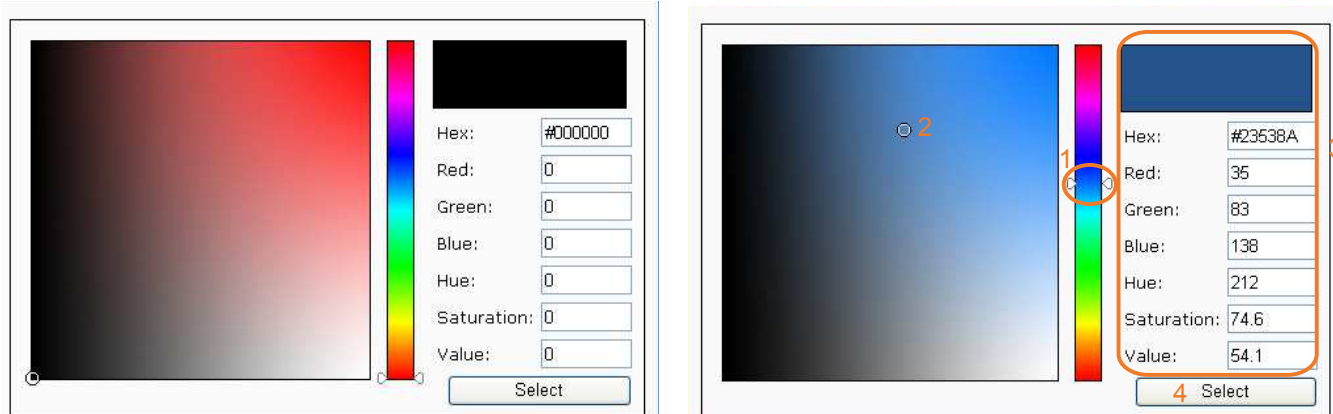 Hex: #000000
Red: 0
Green: 0
Blue: 0
Hue: 0
Saturation: 0
Value: 0
Select
2
1
Hex: #23538A
Red: 35
Green: 83
Blue: 138
Hue: 212
Saturation: 74.6
Value: 54.1
4 Select